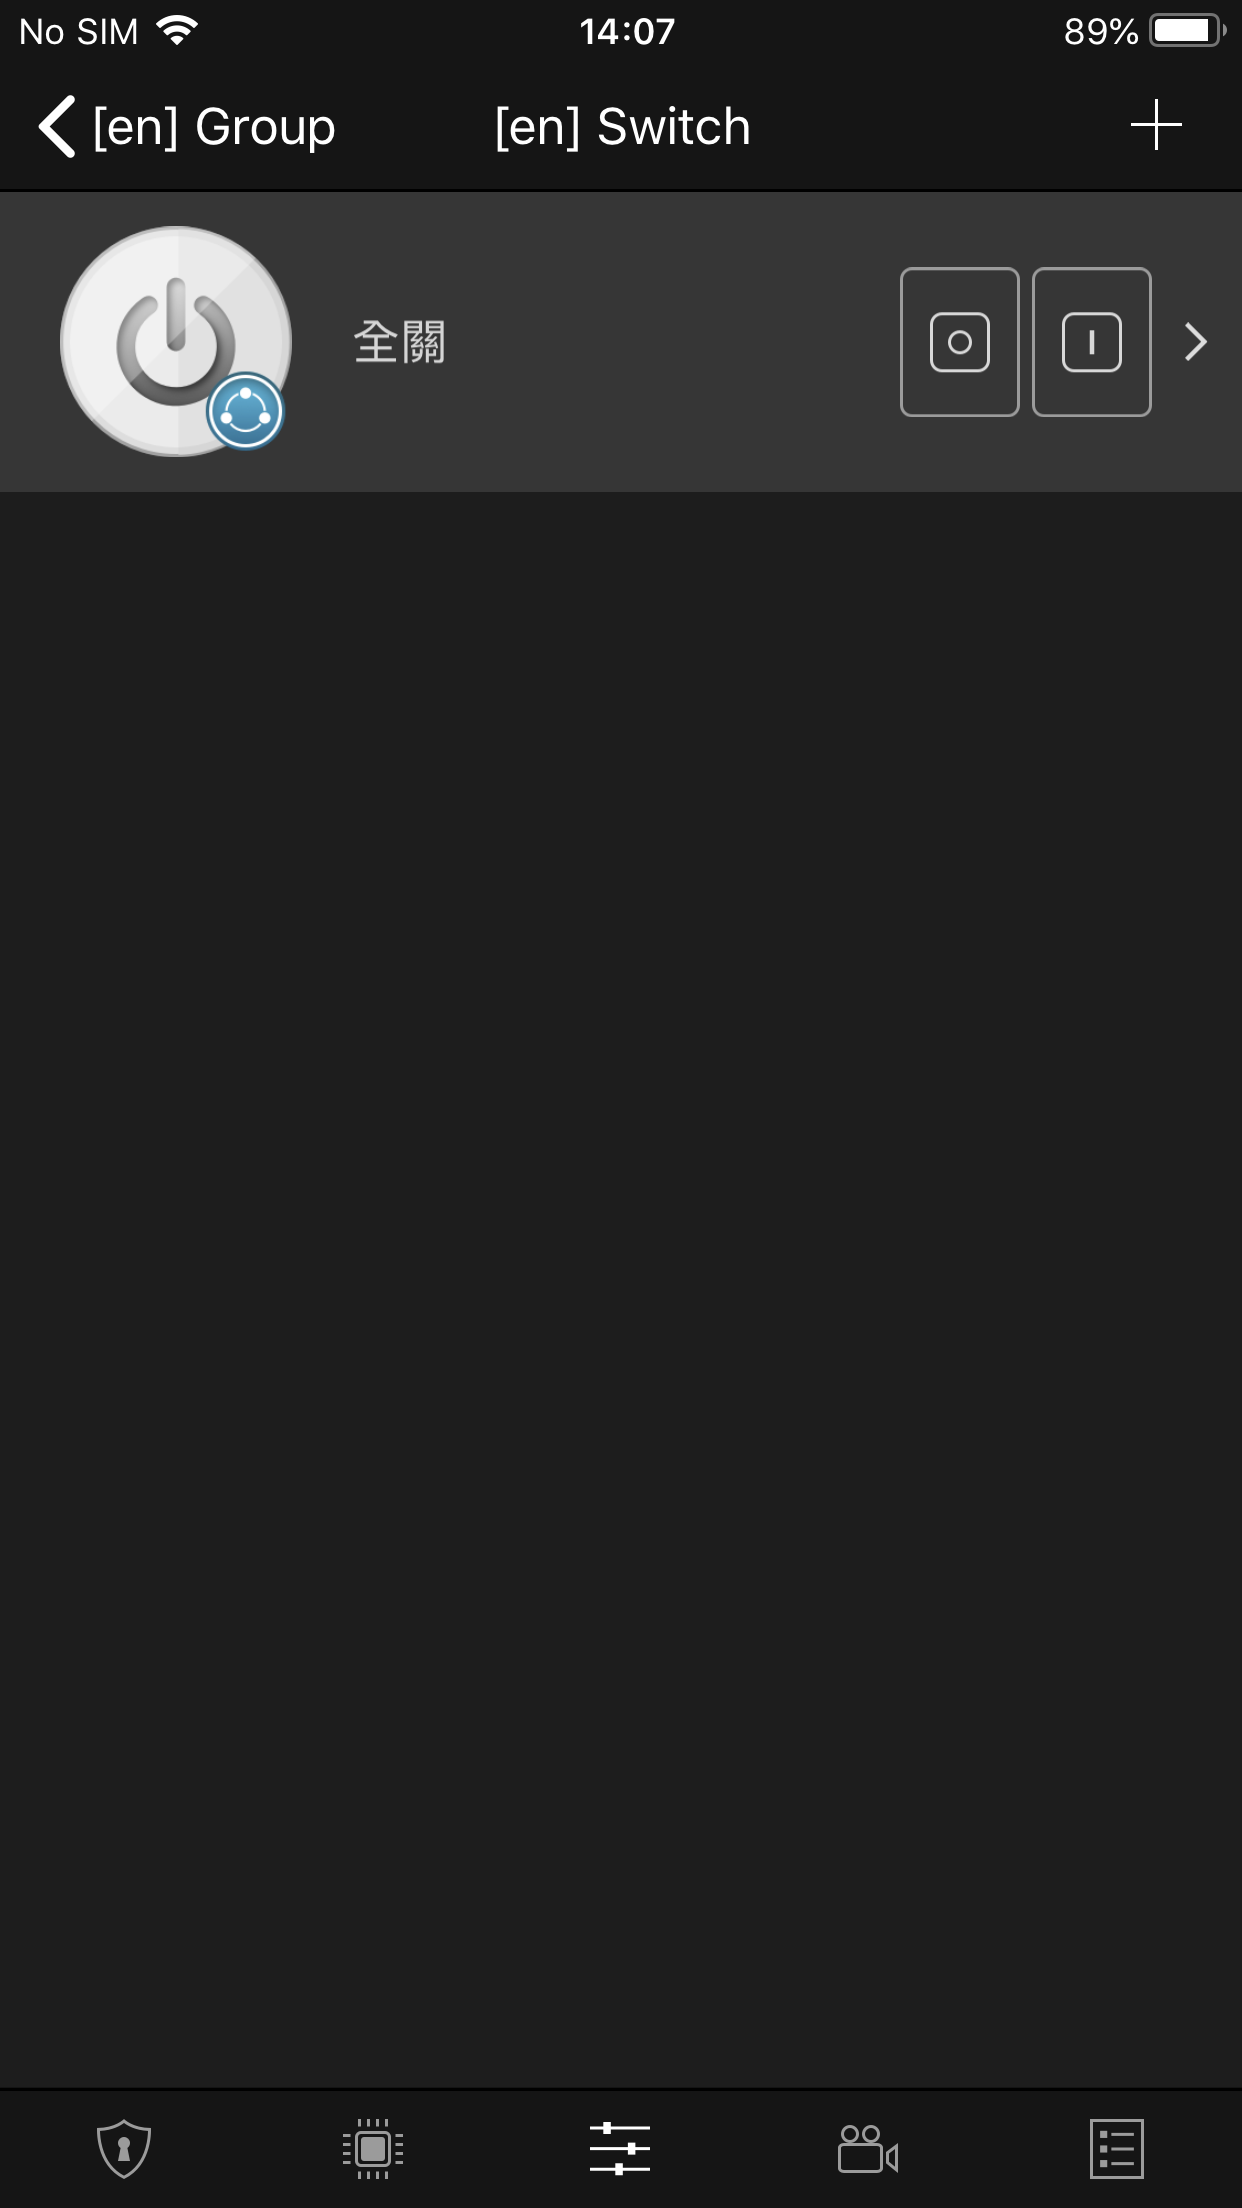 No SIM 14:07 89%
[en] Group [en] Switch
全關